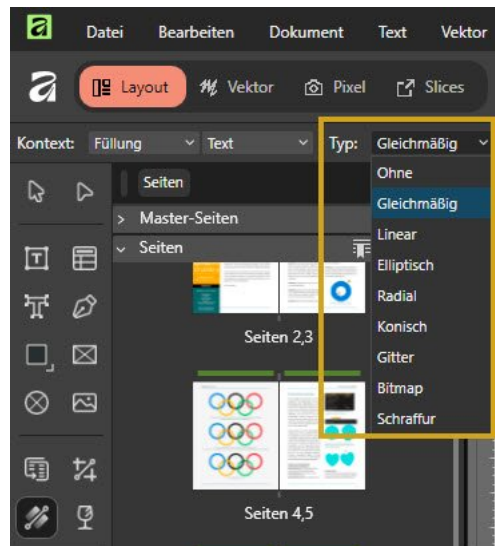 Datei Bearbeiten Dokument Text Vektor
Layout Vektor Pixel Slices
Kontext: Füllung Text Typ: Gleichmäßig
Ohne
Seiten
Gleichmäßig
Master-Seiten
Linear
Seiten
Elliptisch
Radial
Konisch
Seiten 2,3
Gitter
Bitmap
Schraffur
Seiten 4,5